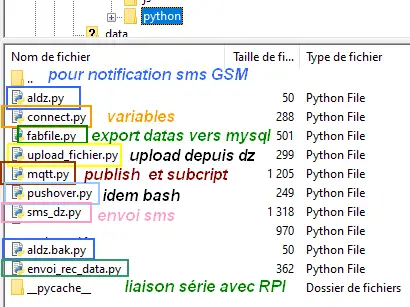 js
python
data
Nom de fichier Taille de fi... Type de fichier
.. pour notification sms GSM
aldz.py 50 Python File
connect.py variables 288 Python File
fabfile.py export datas vers mysql 501 Python File
upload_fichier.py upload depuis dz 299 Python File
mqtt.py publish et subcript 1 205 Python File
pushover.py idem bash 249 Python File
sms_dz.py envoi sms 1 318 Python File
970 Python File
aldz.bak.py 50 Python File
envoi_rec_data.py 362 Python File
__pycache__ liaison série avec RPI Dossier de fichiers